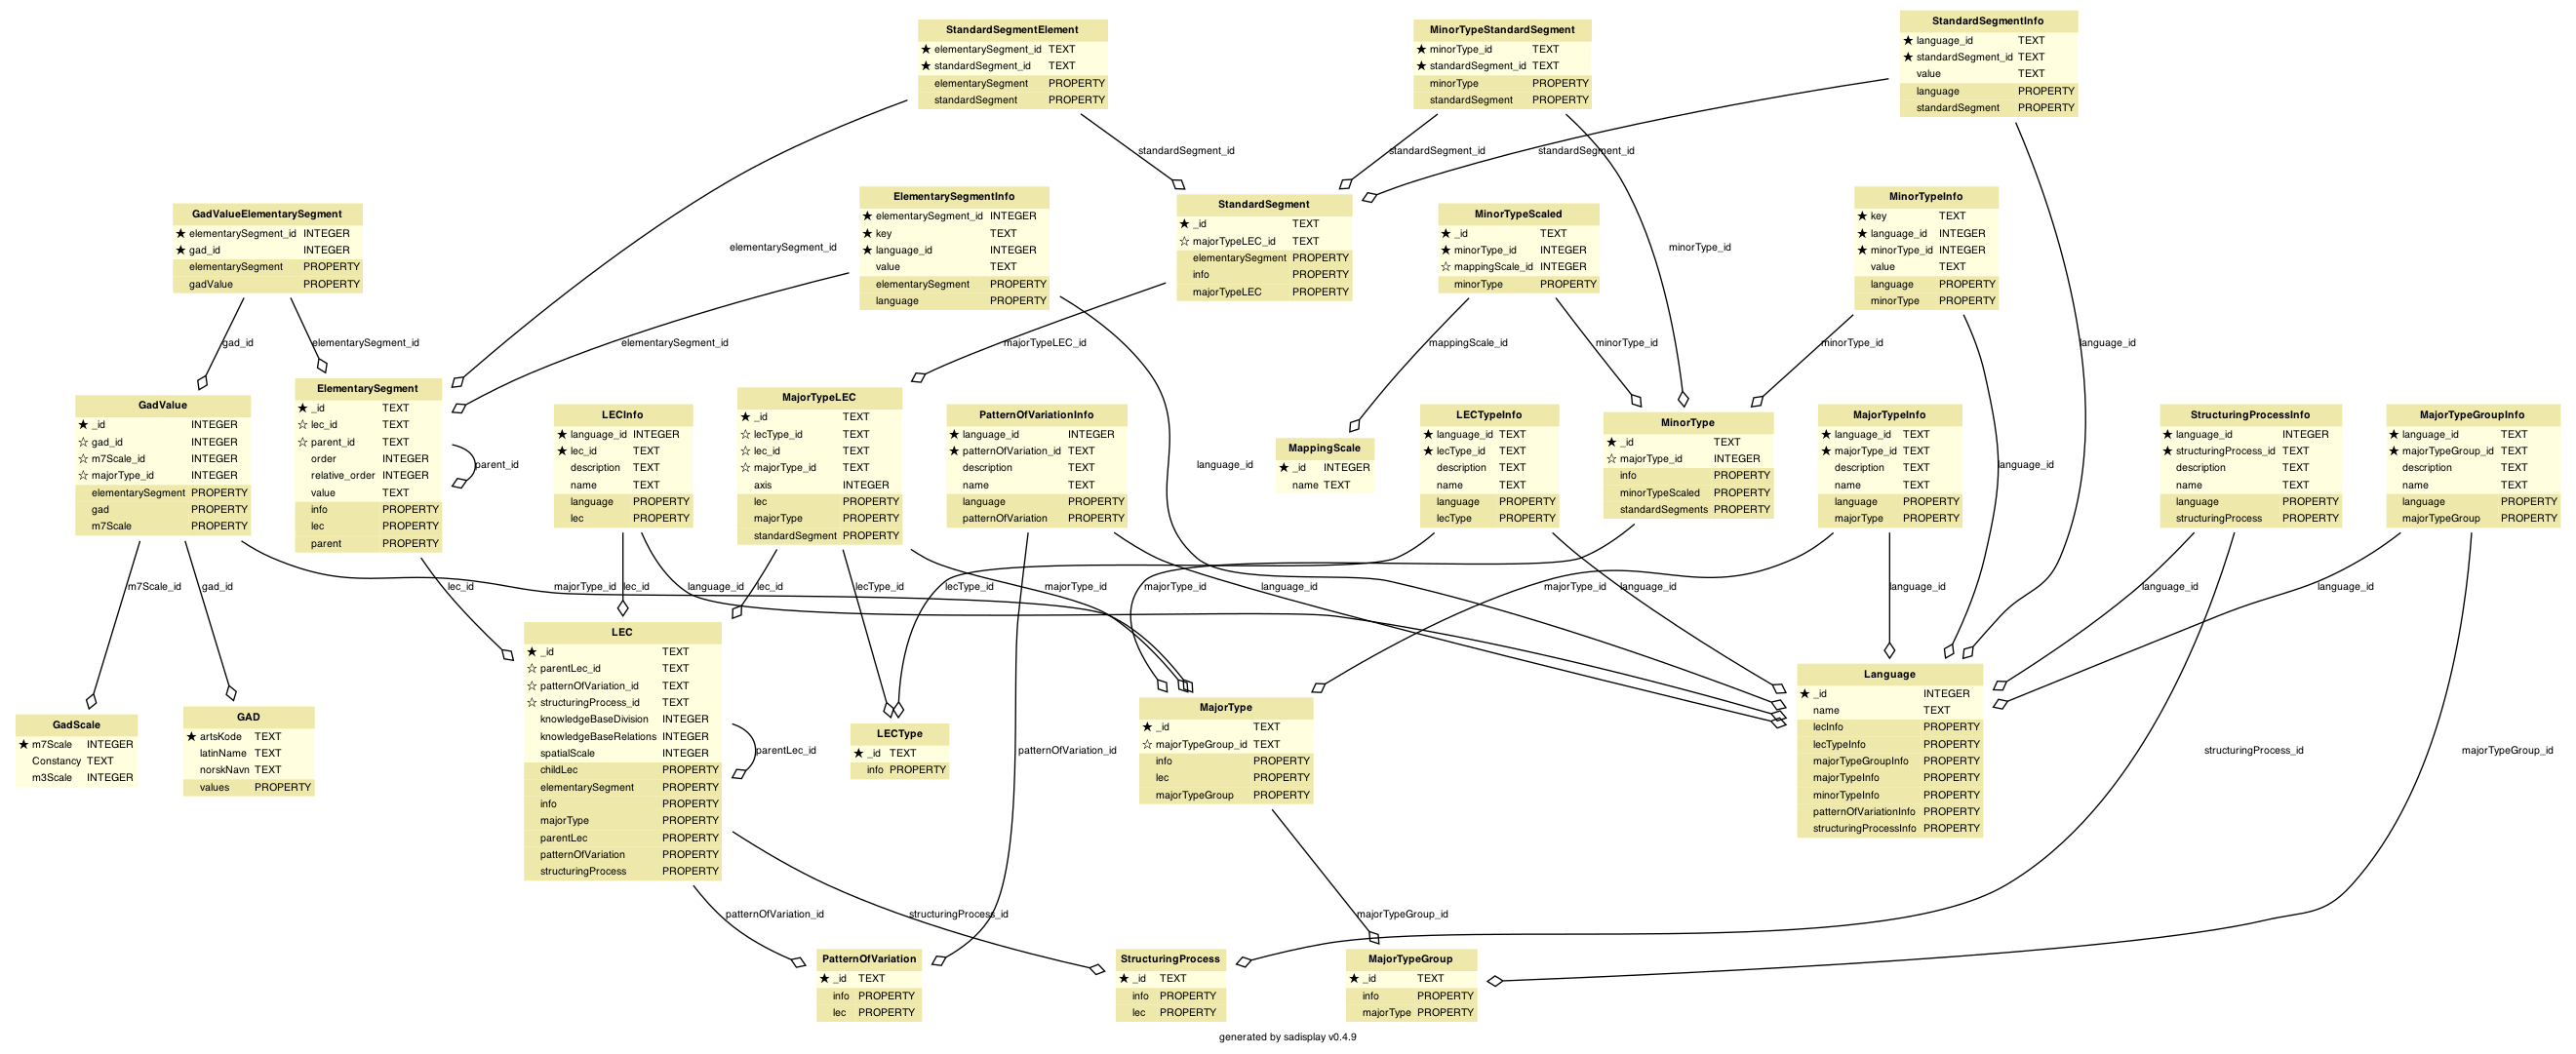 StandardSegmentElement
★ elementarySegment_id TEXT
★ standardSegment_id TEXT
elementarySegment PROPERTY
standardSegment PROPERTY
MinorTypeStandardSegment
★ minorType_id TEXT
★ standardSegment_id TEXT
minorType PROPERTY
standardSegment PROPERTY
StandardSegmentInfo
★ language_id TEXT
★ standardSegment_id TEXT
value TEXT
language PROPERTY
standardSegment PROPERTY
standardSegment_id
standardSegment_id
standardSegment_id
GadValueElementarySegment
★ elementarySegment_id INTEGER
★ gad_id INTEGER
elementarySegment PROPERTY
gadValue PROPERTY
elementarySegment_id
ElementarySegmentInfo
★ elementarySegment_id INTEGER
★ key TEXT
★ language_id INTEGER
value TEXT
elementarySegment PROPERTY
language PROPERTY
StandardSegment
★ _id TEXT
☆ majorTypeLEC_id TEXT
elementarySegment PROPERTY
info PROPERTY
majorTypeLEC PROPERTY
MinorTypeScaled
★ _id TEXT
★ minorType_id INTEGER
☆ mappingScale_id INTEGER
minorType PROPERTY
minorType_id
MinorTypeInfo
★ key TEXT
★ language_id INTEGER
★ minorType_id INTEGER
value TEXT
language PROPERTY
minorType PROPERTY
gad_id
elementarySegment_id
elementarySegment_id
majorTypeLEC_id
mappingScale_id
minorType_id
minorType_id
language_id
GadValue
★ _id INTEGER
☆ gad_id INTEGER
☆ m7Scale_id INTEGER
☆ majorType_id INTEGER
elementarySegment PROPERTY
gad PROPERTY
m7Scale PROPERTY
ElementarySegment
★ _id TEXT
☆ lec_id TEXT
☆ parent_id TEXT
order INTEGER
relative_order INTEGER
value TEXT
info PROPERTY
lec PROPERTY
parent PROPERTY
parent_id
LECInfo
★ language_id INTEGER
★ lec_id TEXT
description TEXT
name TEXT
language PROPERTY
lec PROPERTY
MajorTypeLEC
★ _id TEXT
☆ lecType_id TEXT
☆ lec_id TEXT
☆ majorType_id TEXT
axis INTEGER
lec PROPERTY
majorType PROPERTY
standardSegment PROPERTY
PatternOfVariationInfo
★ language_id INTEGER
★ patternOfVariation_id TEXT
description TEXT
name TEXT
language PROPERTY
patternOfVariation PROPERTY
language_id
MappingScale
★ _id INTEGER
name TEXT
LECTypeInfo
★ language_id TEXT
★ lecType_id TEXT
description TEXT
name TEXT
language PROPERTY
lecType PROPERTY
MinorType
★ _id TEXT
☆ majorType_id INTEGER
info PROPERTY
minorTypeScaled PROPERTY
standardSegments PROPERTY
MajorTypeInfo
★ language_id TEXT
★ majorType_id TEXT
description TEXT
name TEXT
language PROPERTY
majorType PROPERTY
language_id
StructuringProcessInfo
★ language_id INTEGER
★ structuringProcess_id TEXT
description TEXT
name TEXT
language PROPERTY
structuringProcess PROPERTY
MajorTypeGroupInfo
★ language_id TEXT
★ majorTypeGroup_id TEXT
description TEXT
name TEXT
language PROPERTY
majorTypeGroup PROPERTY
m7Scale_id
gad_id
lec_id
majorType_id
lec_id
language_id
lec_id
lecType_id
lecType_id
majorType_id
majorType_id
language_id
majorType_id
language_id
language_id
language_id
language_id
GadScale
★ m7Scale INTEGER
Constancy TEXT
m3Scale INTEGER
GAD
★ artsKode TEXT
latinName TEXT
norskNavn TEXT
values PROPERTY
LEC
★ _id TEXT
☆ parentLec_id TEXT
☆ patternOfVariation_id TEXT
☆ structuringProcess_id TEXT
knowledgeBaseDivision INTEGER
knowledgeBaseRelations INTEGER
spatialScale INTEGER
childLec PROPERTY
elementarySegment PROPERTY
info PROPERTY
majorType PROPERTY
parentLec PROPERTY
patternOfVariation PROPERTY
structuringProcess PROPERTY
parentLec_id
LECType
★ _id TEXT
info PROPERTY
patternOfVariation_id
MajorType
★ _id TEXT
☆ majorTypeGroup_id TEXT
info PROPERTY
lec PROPERTY
majorTypeGroup PROPERTY
Language
★ _id INTEGER
name TEXT
lecInfo PROPERTY
lecTypeInfo PROPERTY
majorTypeGroupInfo PROPERTY
majorTypeInfo PROPERTY
minorTypeInfo PROPERTY
patternOfVariationInfo PROPERTY
structuringProcessInfo PROPERTY
structuringProcess_id
majorTypeGroup_id
patternOfVariation_id
structuringProcess_id
majorTypeGroup_id
PatternOfVariation
★ _id TEXT
info PROPERTY
lec PROPERTY
StructuringProcess
★ _id TEXT
info PROPERTY
lec PROPERTY
MajorTypeGroup
★ _id TEXT
info PROPERTY
majorType PROPERTY
generated by sadisplay v0.4.9